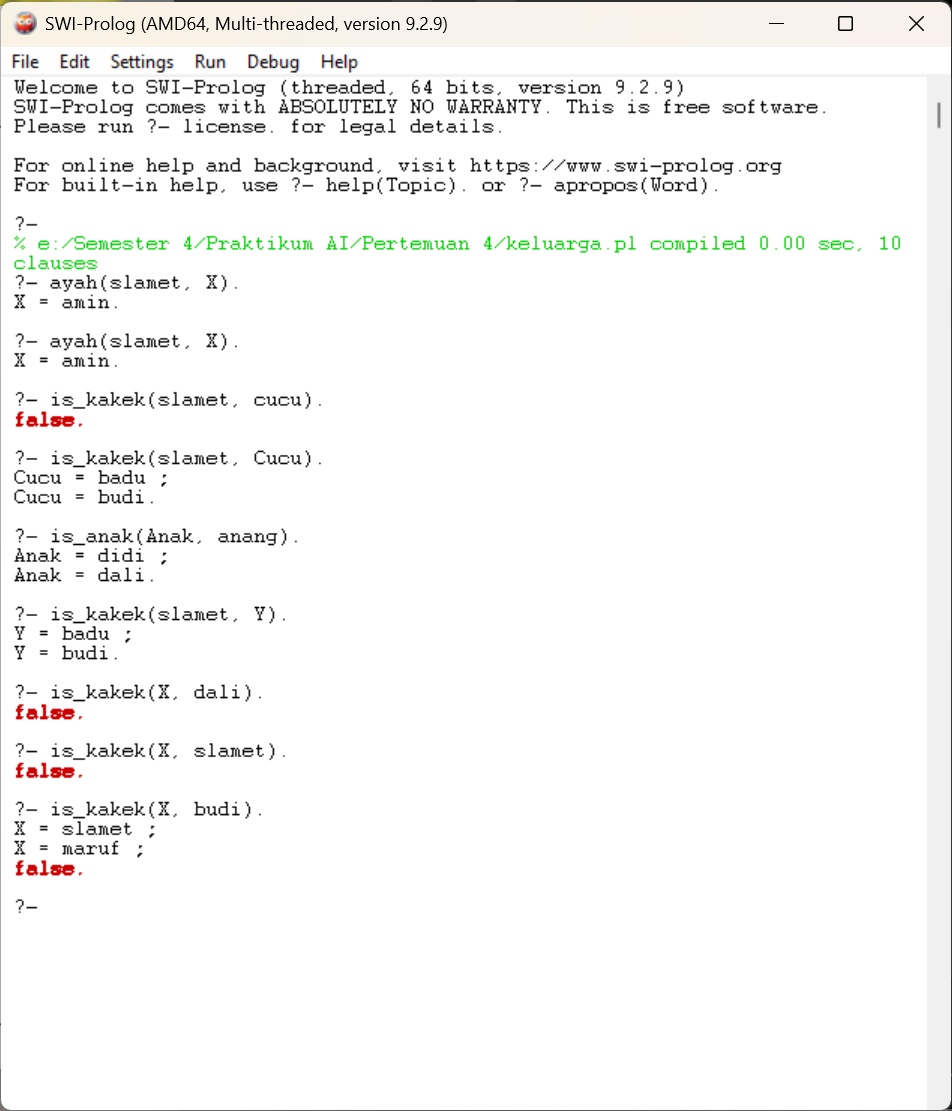 SWI-Prolog (AMD64, Multi-threaded, version 9.2.9)
File Edit Settings Run Debug Help
Welcome to SWI-Prolog (threaded, 64 bits, version 9.2.9)
SWI-Prolog comes with ABSOLUTELY NO WARRANTY. This is free software.
Please run ?- license. for legal details.

For online help and background, visit https://www.swi-prolog.org
For built-in help, use ?- help(Topic). or ?- apropos(Word).

?-
% e:/Semester 4/Praktikum AI/Pertemuan 4/keluarga.pl compiled 0.00 sec, 10
clauses
?- ayah(slamet, X).
X = amin.

?- ayah(slamet, X).
X = amin.

?- is_kakek(slamet, cucu).
false.

?- is_kakek(slamet, Cucu).
Cucu = badu ;
Cucu = budi.

?- is_anak(Anak, anang).
Anak = didi ;
Anak = dali.

?- is_kakek(slamet, Y).
Y = badu ;
Y = budi.

?- is_kakek(X, dali).
false.

?- is_kakek(X, slamet).
false.

?- is_kakek(X, budi).
X = slamet ;
X = maruf ;
false.

?-